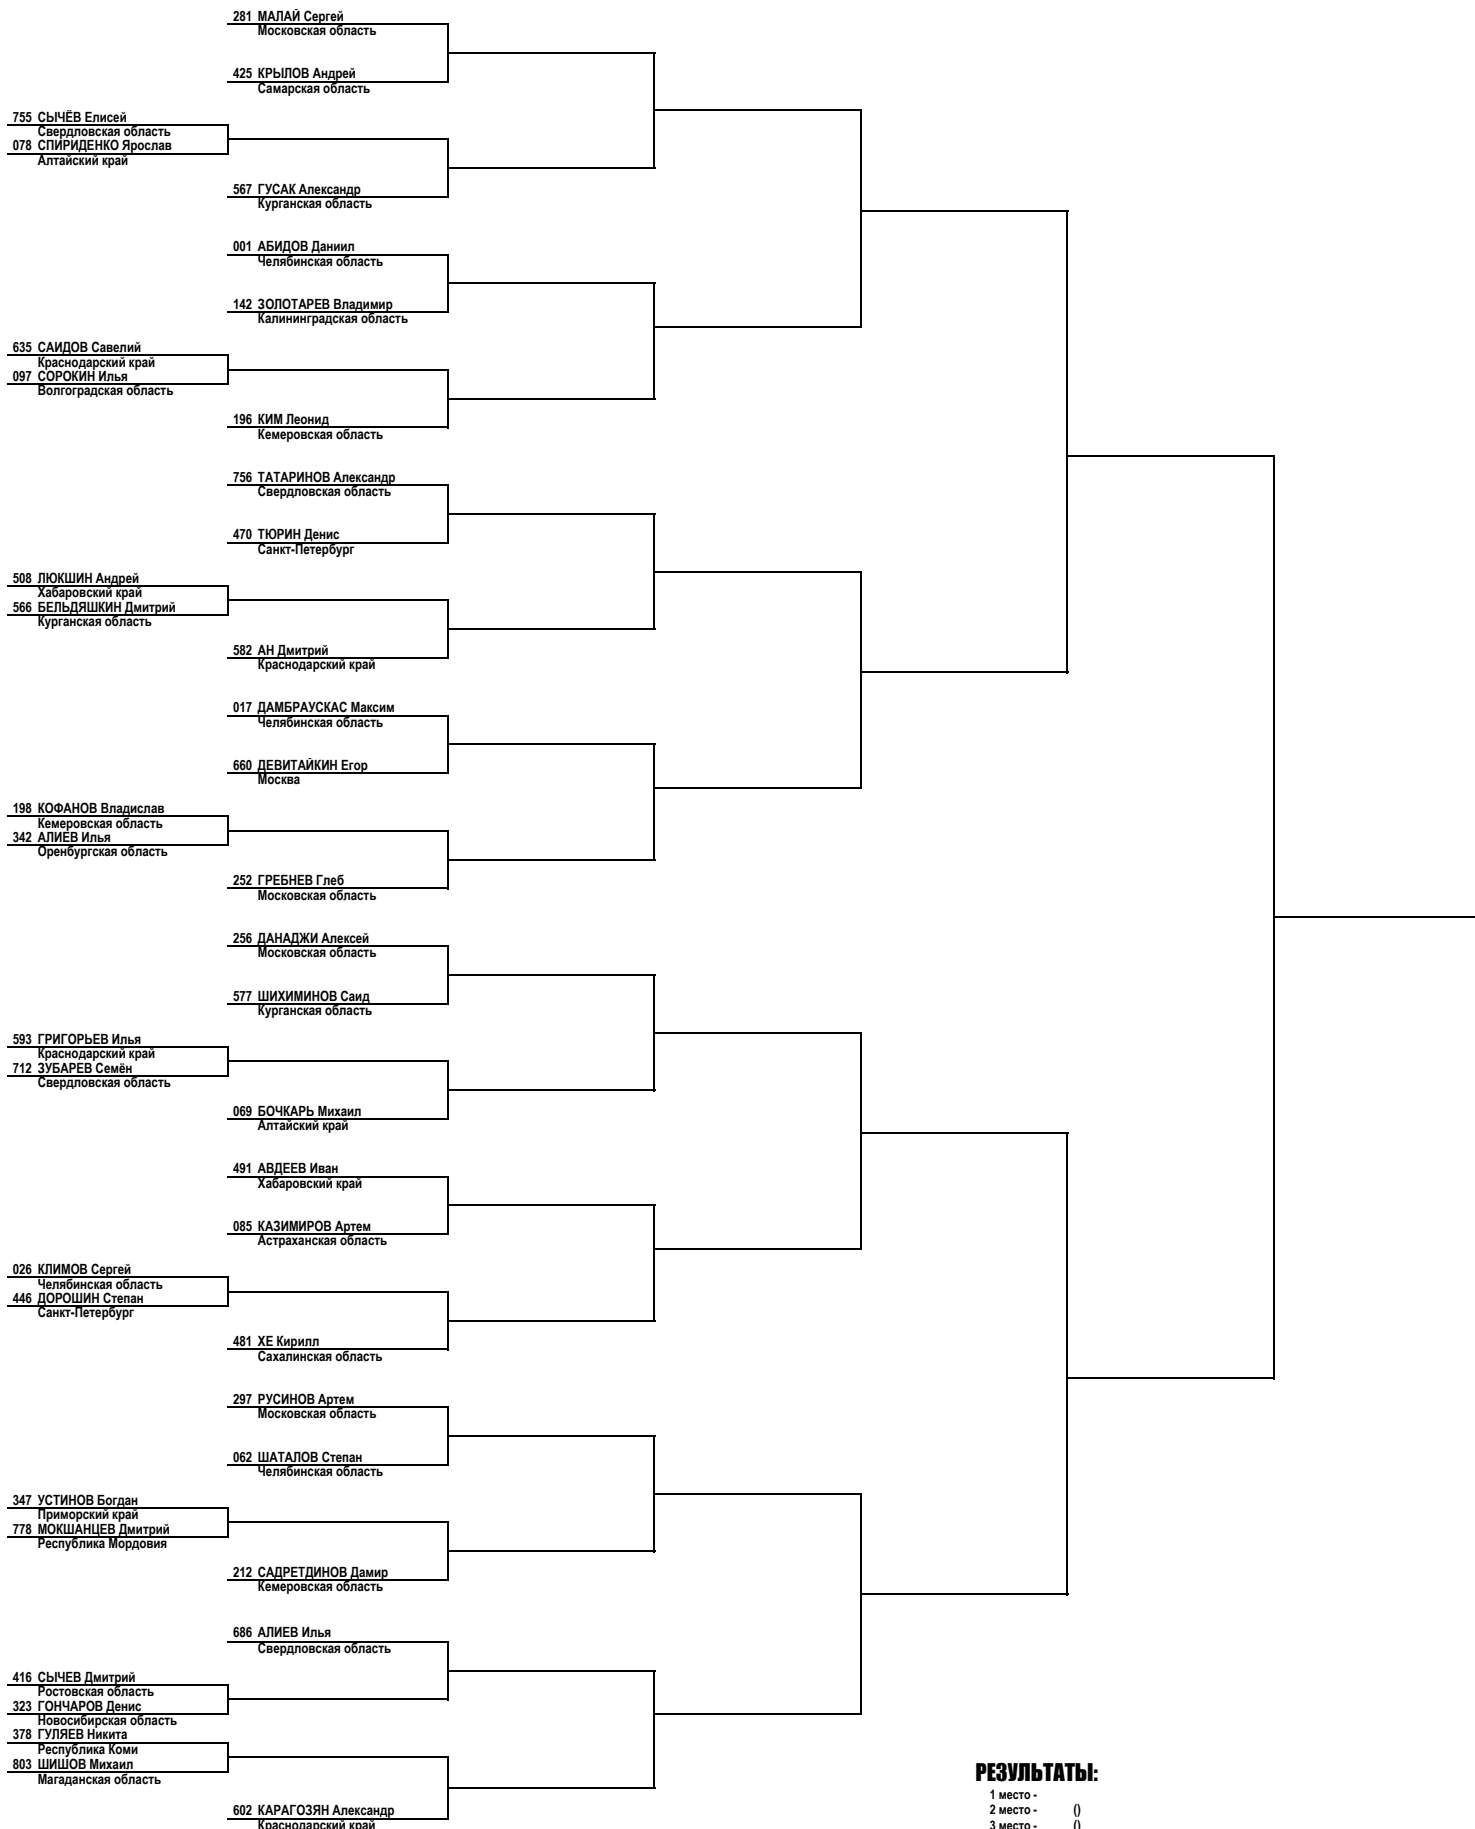 281 МАЛАЙ Сергей
Московская область
425 КРЫЛОВ Андрей
Самарская область
755 СЫЧЁВ Елисей
Свердловская область
078 СПИРИДЕНКО Ярослав
Алтайский край
567 ГУСАК Александр
Курганская область
001 АБИДОВ Даниил
Челябинская область
142 ЗОЛОТАРЕВ Владимир
Калининградская область
635 САИДОВ Савелий
Краснодарский край
097 СОРОКИН Илья
Волгоградская область
196 КИМ Леонид
Кемеровская область
756 ТАТАРИНОВ Александр
Свердловская область
470 ТЮРИН Денис
Санкт-Петербург
508 ЛЮКШИН Андрей
Хабаровский край
566 БЕЛЬДЯШКИН Дмитрий
Курганская область
582 АН Дмитрий
Краснодарский край
017 ДАМБРАУСКАС Максим
Челябинская область
660 ДЕВИТАЙКИН Егор
Москва
198 КОФАНОВ Владислав
Кемеровская область
342 АЛИЕВ Илья
Оренбургская область
252 ГРЕБНЕВ Глеб
Московская область
256 ДАНАДЖИ Алексей
Московская область
577 ШИХИМИНОВ Саид
Курганская область
593 ГРИГОРЬЕВ Илья
Краснодарский край
712 ЗУБАРЕВ Семён
Свердловская область
069 БОЧКАРЬ Михаил
Алтайский край
491 АВДЕЕВ Иван
Хабаровский край
085 КАЗИМИРОВ Артем
Астраханская область
026 КЛИМОВ Сергей
Челябинская область
446 ДОРОШИН Степан
Санкт-Петербург
481 ХЕ Кирилл
Сахалинская область
297 РУСИНОВ Артем
Московская область
062 ШАТАЛОВ Степан
Челябинская область
347 УСТИНОВ Богдан
Приморский край
778 МОКШАНЦЕВ Дмитрий
Республика Мордовия
212 САДРЕТДИНОВ Дамир
Кемеровская область
686 АЛИЕВ Илья
Свердловская область
416 СЫЧЕВ Дмитрий
Ростовская область
323 ГОНЧАРОВ Денис
Новосибирская область
378 ГУЛЯЕВ Никита
Республика Коми
803 ШИШОВ Михаил
Магаданская область
602 КАРАГОЗЯН Александр
Краснодарский край
РЕЗУЛЬТАТЫ:
1 место -
2 место - ()
3 место - ()